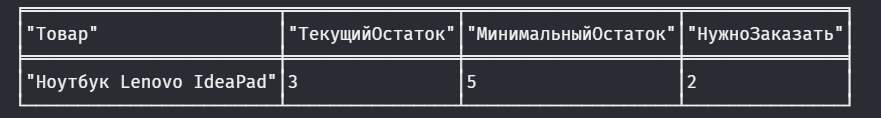 "Товар" "ТекущийОстаток" "МинимальныйОстаток" "НужноЗаказать"
"Ноутбук Lenovo IdeaPad" 3 5 2